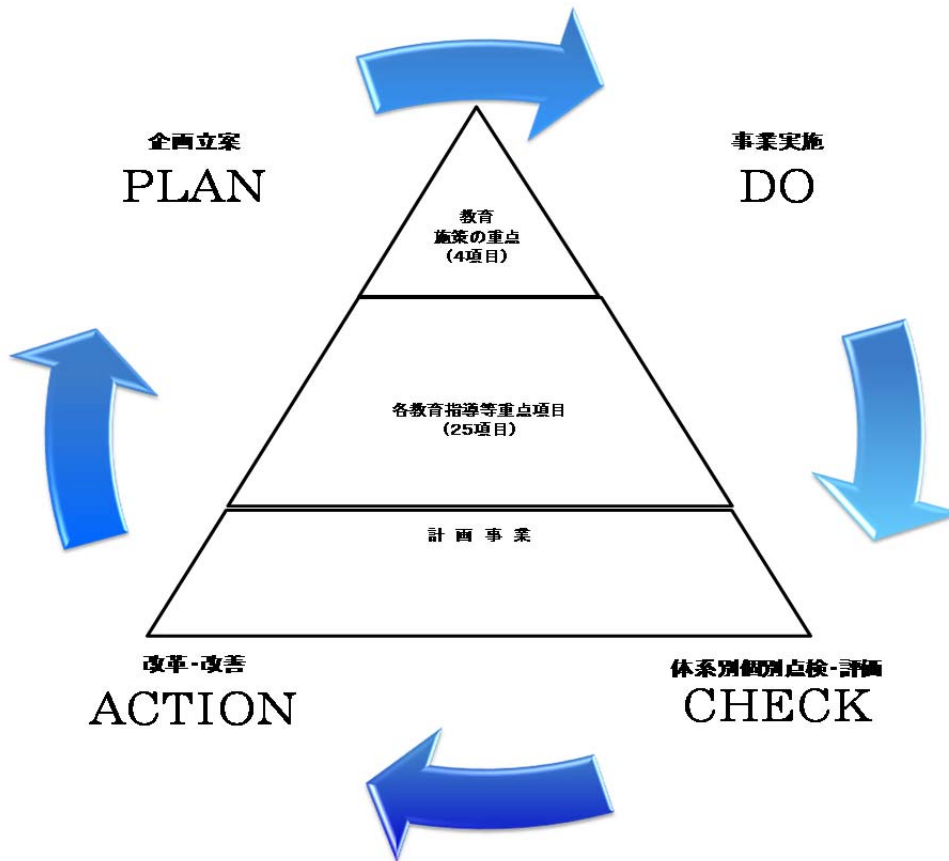 企画立案
PLAN
事業実施
DO
教育
施策の重点
(4項目)
各教育指導等重点項目
(25項目)
計 画 事 業
改革・改善
ACTION
体系別個別点検・評価
CHECK